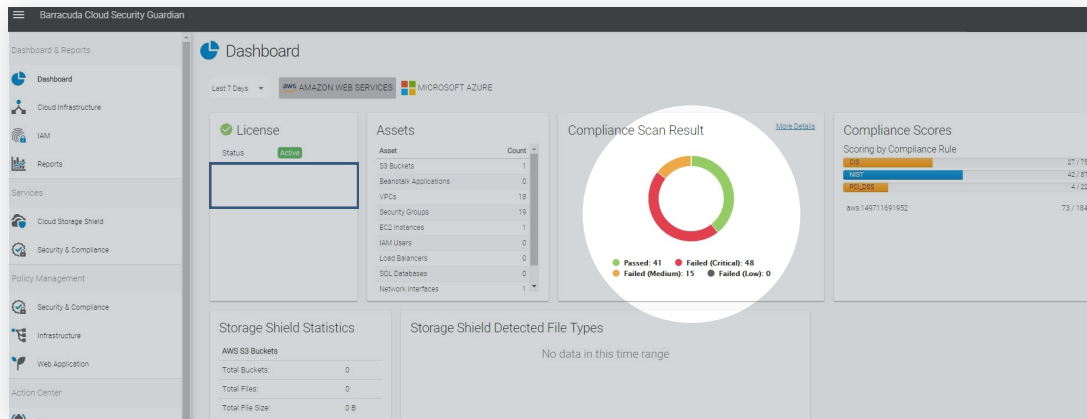 Barracuda Cloud Security Guardian
Dashboard & Reports
Dashboard
Cloud Infrastructure
IAM
Reports
Services
Cloud Storage Shield
Security & Compliance
Policy Management
Security & Compliance
Infrastructure
Web Application
Action Center
Dashboard
Last 7 Days
aws AMAZON WEB SERVICES
MICROSOFT AZURE
License
Status Active
Assets
Asset Count
S3 Buckets 1
Beanstalk Applications 0
VPCs 18
Security Groups 19
EC2 Instances 1
IAM Users 0
Load Balancers 0
SQL Databases 0
Network Interfaces 1
Compliance Scan Result
More Details
Passed: 41 Failed (Critical): 48
Failed (Medium): 15 Failed (Low): 0
Compliance Scores
Scoring by Compliance Rule
CIS 27 / 75
NIST 42 / 87
PCI_DSS 4 / 22
aws:149711691952 73 / 184
Storage Shield Statistics
AWS S3 Buckets
Total Buckets: 0
Total Files: 0
Total File Size: 0 B
Storage Shield Detected File Types
No data in this time range